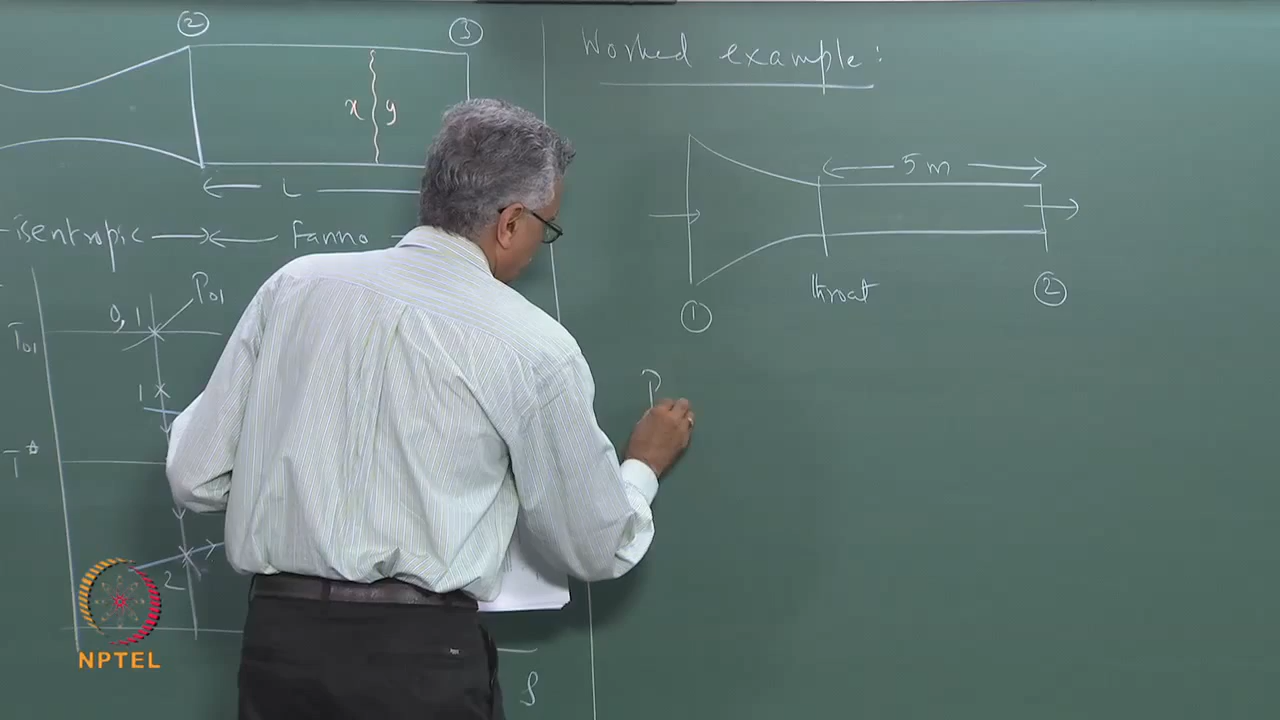 ② ③
x y
L
isentropic Fanno
0, 1 P01
T01
1
T*
2
s
NPTEL
Worked example:
5 m
throat
① ②
P